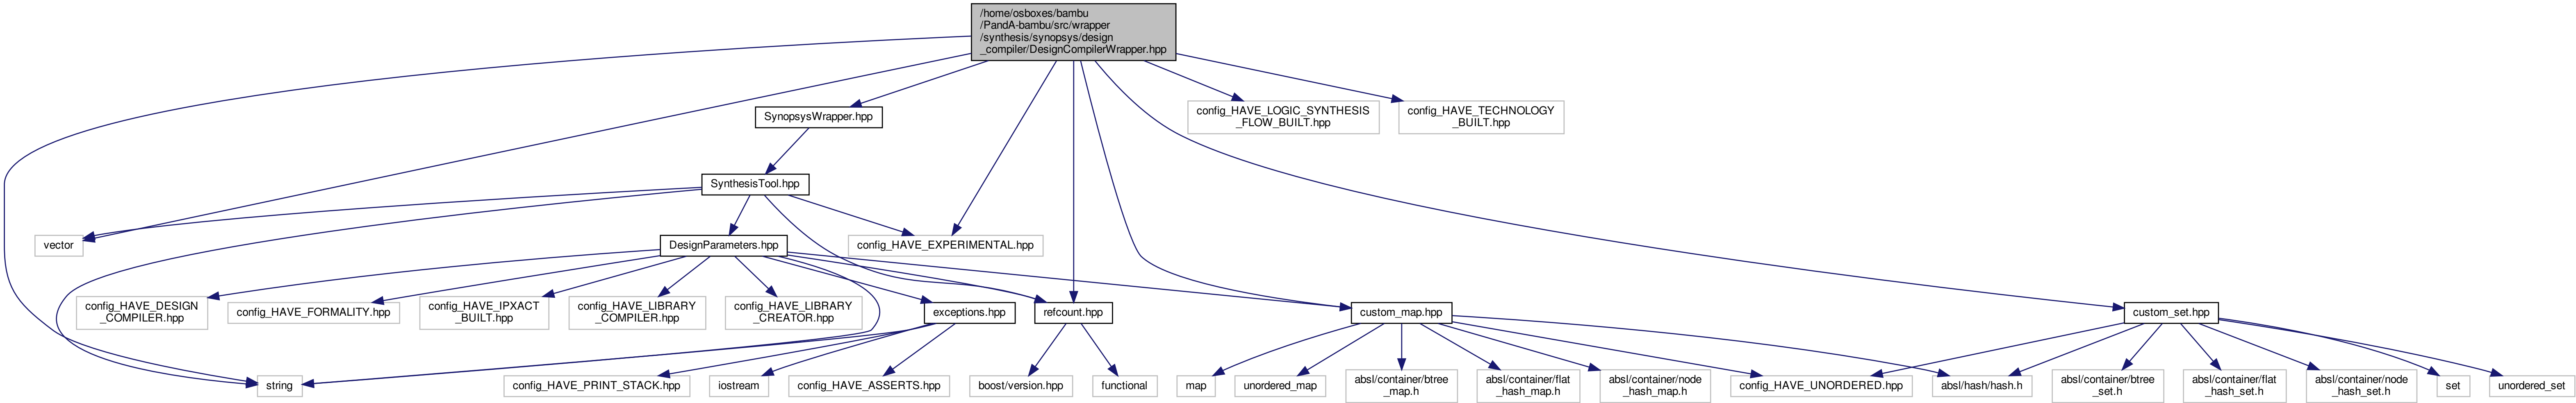 /home/osboxes/bambu
/PandA-bambu/src/wrapper
/synthesis/synopsys/design
_compiler/DesignCompilerWrapper.hpp
SynopsysWrapper.hpp
config_HAVE_LOGIC_SYNTHESIS
_FLOW_BUILT.hpp
config_HAVE_TECHNOLOGY
_BUILT.hpp
SynthesisTool.hpp
vector
DesignParameters.hpp
config_HAVE_EXPERIMENTAL.hpp
config_HAVE_DESIGN
_COMPILER.hpp
config_HAVE_FORMALITY.hpp
config_HAVE_IPXACT
_BUILT.hpp
config_HAVE_LIBRARY
_COMPILER.hpp
config_HAVE_LIBRARY
_CREATOR.hpp
exceptions.hpp
refcount.hpp
custom_map.hpp
custom_set.hpp
string
config_HAVE_PRINT_STACK.hpp
iostream
config_HAVE_ASSERTS.hpp
boost/version.hpp
functional
map
unordered_map
absl/container/btree
_map.h
absl/container/flat
_hash_map.h
absl/container/node
_hash_map.h
config_HAVE_UNORDERED.hpp
absl/hash/hash.h
absl/container/btree
_set.h
absl/container/flat
_hash_set.h
absl/container/node
_hash_set.h
set
unordered_set